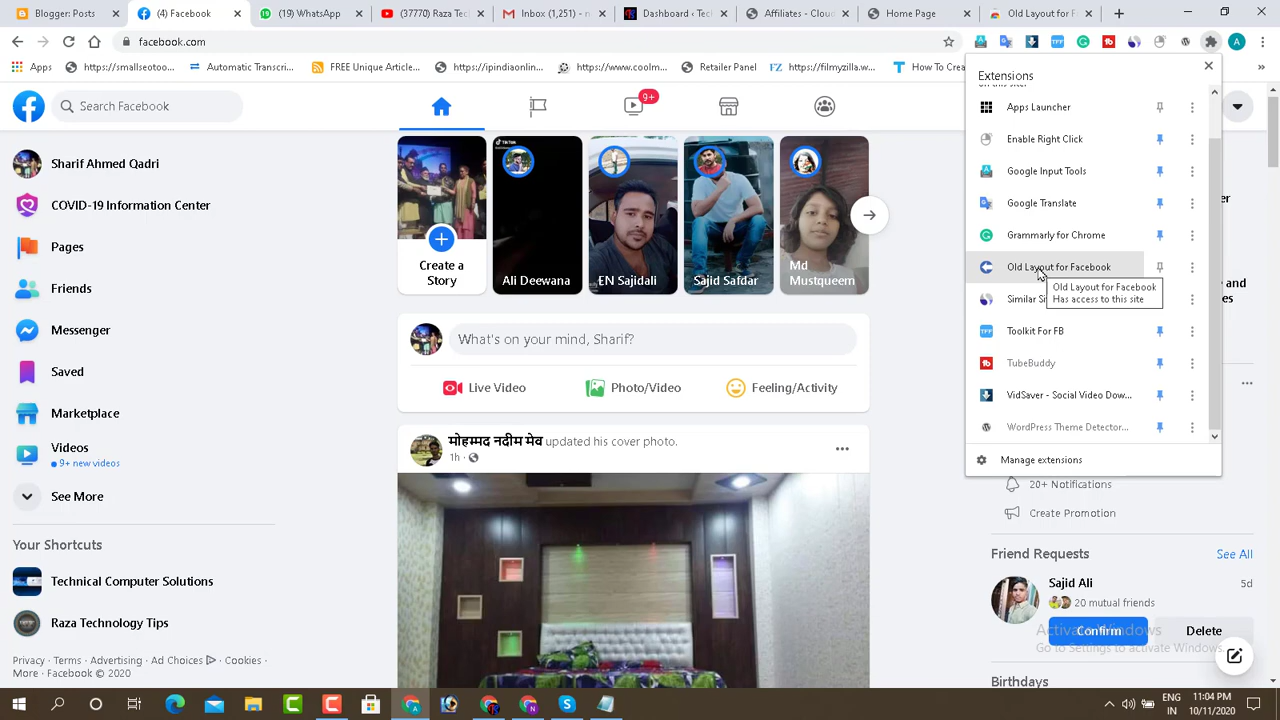 Blogger: Posts
(4) Facebook
(19) WhatsApp
(37770) Raza Tech
Gmail
Inbox (1,251) - n
Dashboard ‹ Tec
Affiliates - Cloud
Home Page
Old Layout for F
facebook.com
Apps
https://smallseotoo...
Automatic Transcri...
FREE Unique Article...
https://ipindiaonlin...
https://www.coolm...
Retailer Panel
https://filmyzilla.w...
How To Crea
Search Facebook
9+
Sharif Ahmed Qadri
COVID-19 Information Center
Pages
Friends
Messenger
Saved
Marketplace
Videos
9+ new videos
See More
Your Shortcuts
Technical Computer Solutions
Raza Technology Tips
Privacy · Terms · Advertising · Ad Choices · Cookies ·
More · Facebook © 2020
Create a
Story
Ali Deewana
EN Sajidali
Sajid Safdar
Md
Mustqueem
What's on your mind, Sharif?
Live Video
Photo/Video
Feeling/Activity
मोहम्मद नदीम मेव updated his cover photo.
1h ·
Extensions
Apps Launcher
Enable Right Click
Google Input Tools
Google Translate
Grammarly for Chrome
Old Layout for Facebook
Old Layout for Facebook
Has access to this site
Similar Si
Toolkit For FB
TubeBuddy
VidSaver - Social Video Dow...
WordPress Theme Detector...
Manage extensions
20+ Notifications
Create Promotion
Friend Requests
See All
Sajid Ali
5d
20 mutual friends
Confirm
Delete
Activate Windows
Go to Settings to activate Windows.
Birthdays
ENG
IN
11:04 PM
10/11/2020